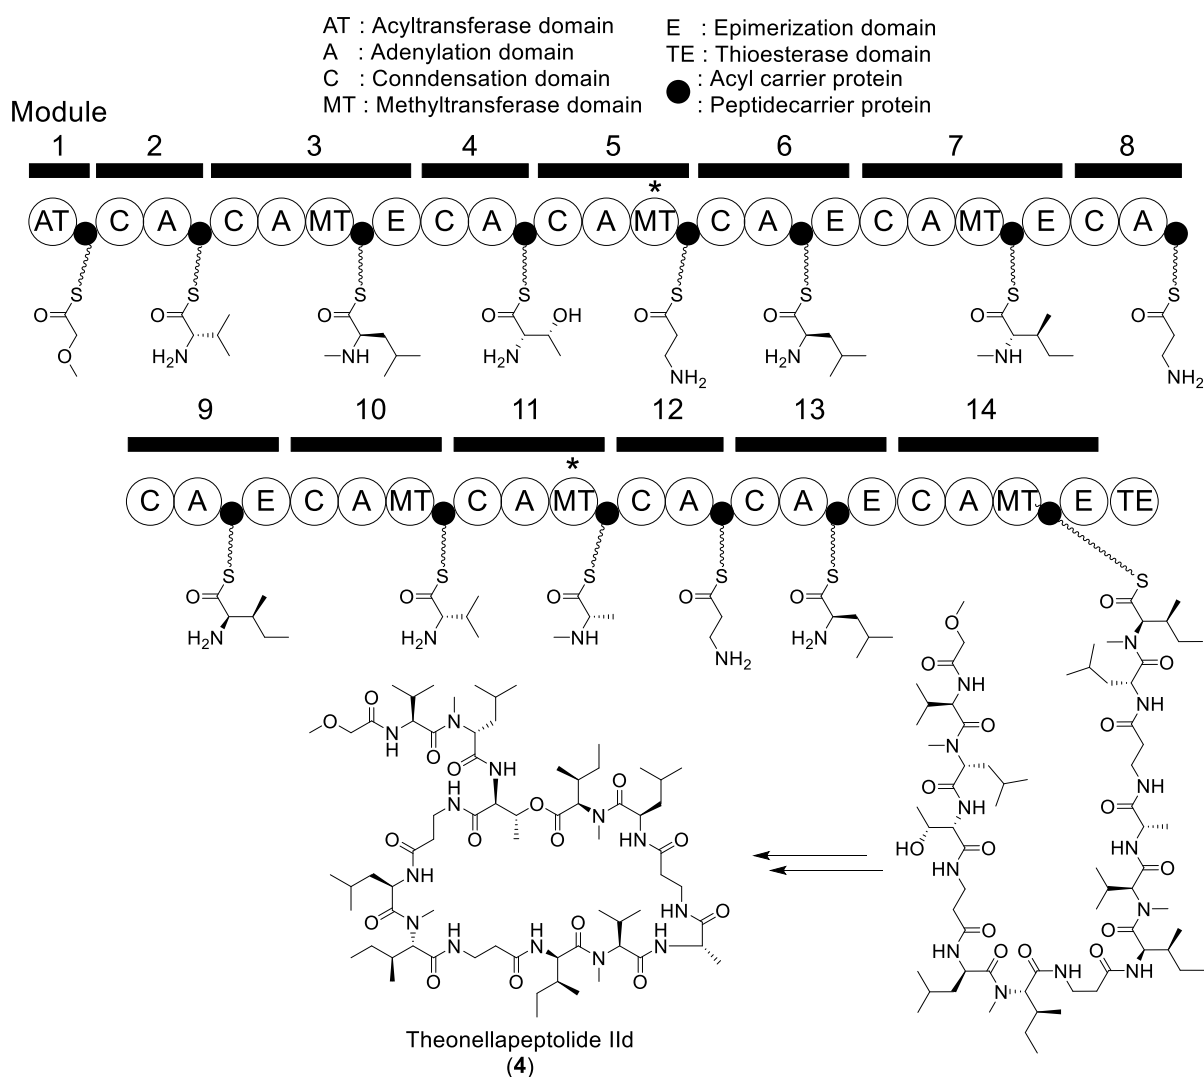 AT : Acyltransferase domain
A : Adenylation domain
C : Conndensation domain
MT : Methyltransferase domain
E : Epimerization domain
TE : Thioesterase domain
: Acyl carrier protein
: Peptidecarrier protein
Module
1 2 3 4 5 6 7 8
*
AT C A C A MT E C A C A MT C A E C A MT E C A
S S S S S S S S
O O O O OH O O O O
O H2N NH H2N NH2 H2N NH NH2
9 10 11 12 13 14
*
C A E C A MT C A MT C A C A E C A MT E TE
S S S S S S
O O O O O O
H2N H2N NH NH2 H2N
O O N H O N O O NH
H N O O O N O HN O
O NH O N O
H N O N H O H N O N O H N O HN O
O O NH O N O NH O O NH HO O NH O HN O N O O NH
N O NH O NH O NH O N O HN
Theonellapeptolide IId
(4)